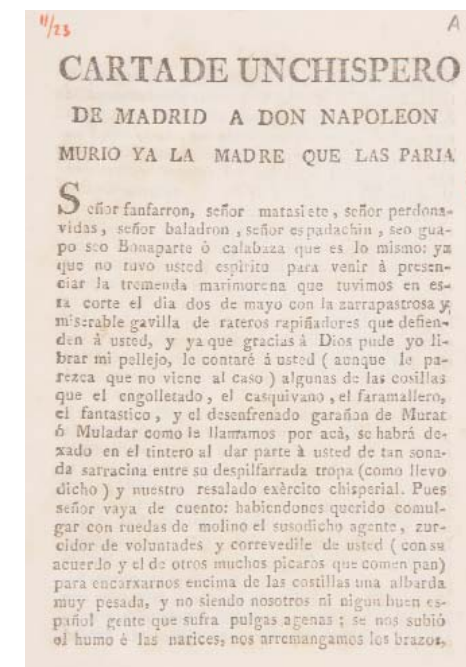 11/23
A
CARTADE UNCHISPERO
DE MADRID A DON NAPOLEON
MURIO YA LA MADRE QUE LAS PARIA
Señor fanfarron, señor matasiete, señor perdona-
vidas, señor baladron, señor espadachin, seo gua-
po seo Bonaparte ó calabaza que es lo mismo: ya
que no tuvo usted espirito para venir à presen-
ciar la tremenda marimorena que tuvimos en es-
ta corte el dia dos de mayo con la zarrapastrosa y
miserable gavilla de rateros rapiñadores que defien-
den à usted, y ya que gracias à Dios pude yo li-
brar mi pellejo, le contaré à usted ( aunque le pa-
rezca que no viene al caso ) algunas de las cosillas
que el engolletado, el casquivano, el faramallero,
el fantastico, y el desenfrenado garañon de Murat
ò Muladar como le llamamos por acà, se habrá de-
xado en el tintero al dar parte à usted de tan sona-
da sarracina entre su despilfarrada tropa (como llevo
dicho ) y nuestro resalado exèrcito chisperial. Pues
señor vaya de cuento: habiendonos querido comul-
gar con ruedas de molino el susodicho agente, zur-
cidor de voluntades y correvedile de usted ( con su
acuerdo y el de otros muchos picaros que comen pan)
para encaxarnos encima de las costillas una albarda
muy pesada, y no siendo nosotros ni nigun buen es-
pañol gente que sufra pulgas agenas ; se nos subió
el humo è las narices, nos arremangamos los brazos,